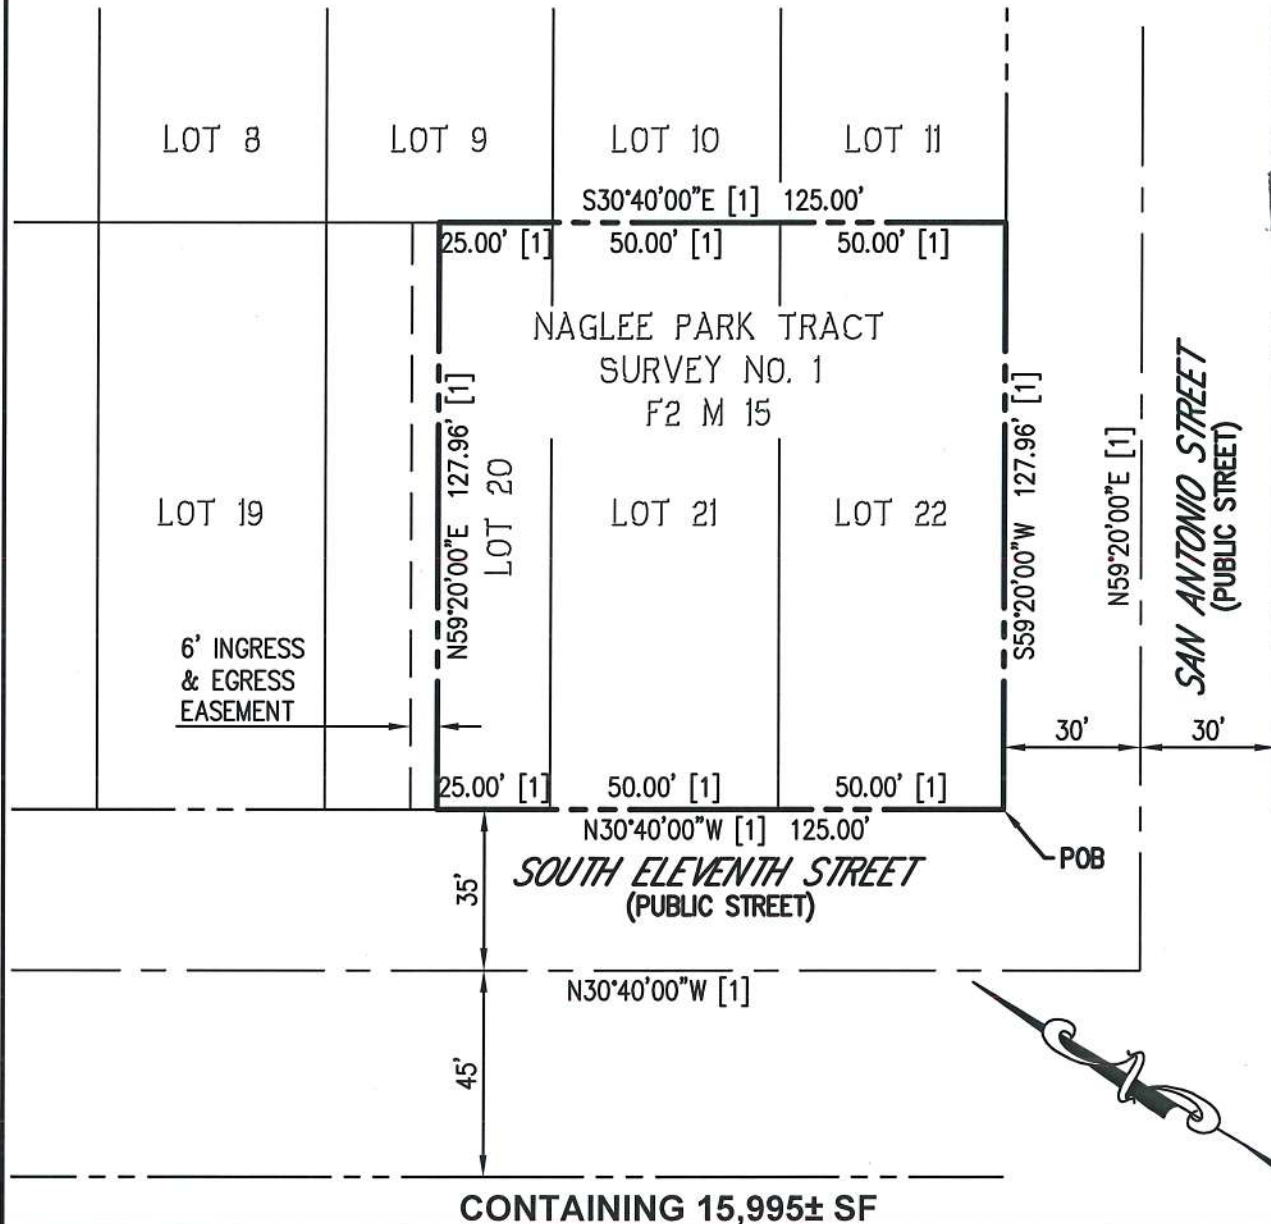 LOT 8
LOT 9
LOT 10
LOT 11
S30°40'00"E [1] 125.00'
25.00' [1]
50.00' [1]
50.00' [1]
NAGLEE PARK TRACT
SURVEY NO. 1
F2 M 15
N59°20'00"E 127.96' [1]
LOT 20
LOT 19
LOT 21
LOT 22
S59°20'00"W 127.96' [1]
N59°20'00"E [1]
SAN ANTONIO STREET
(PUBLIC STREET)
6' INGRESS
& EGRESS
EASEMENT
30'
30'
25.00' [1]
50.00' [1]
50.00' [1]
N30°40'00"W [1] 125.00'
POB
SOUTH ELEVENTH STREET
(PUBLIC STREET)
35'
N30°40'00"W [1]
45'
CONTAINING 15,995± SF